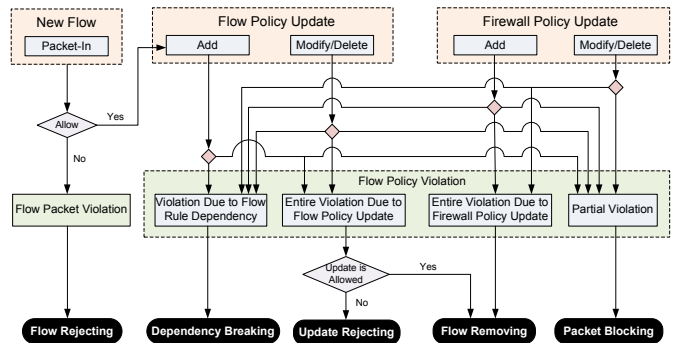 New Flow
Packet-In
Flow Policy Update
Add
Modify/Delete
Firewall Policy Update
Add
Modify/Delete
Allow
Yes
No
Flow Policy Violation
Flow Packet Violation
Violation Due to Flow
Rule Dependency
Entire Violation Due to
Flow Policy Update
Entire Violation Due to
Firewall Policy Update
Partial Violation
Update is
Allowed
Yes
No
Flow Rejecting
Dependency Breaking
Update Rejecting
Flow Removing
Packet Blocking